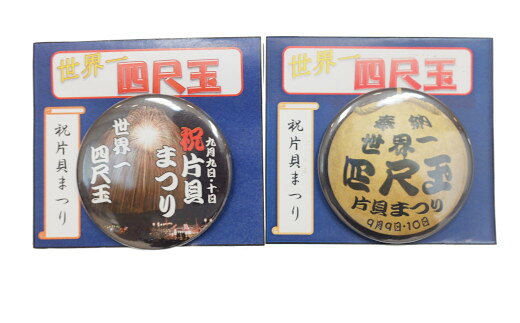 世界一
四尺玉
祝片貝まつり
九月九日・十日
祝片貝
まつり
世界一
四尺玉
世界一
四尺玉
祝片貝まつり
奉納
世界一
四尺玉
片貝まつり
9月9日・10日